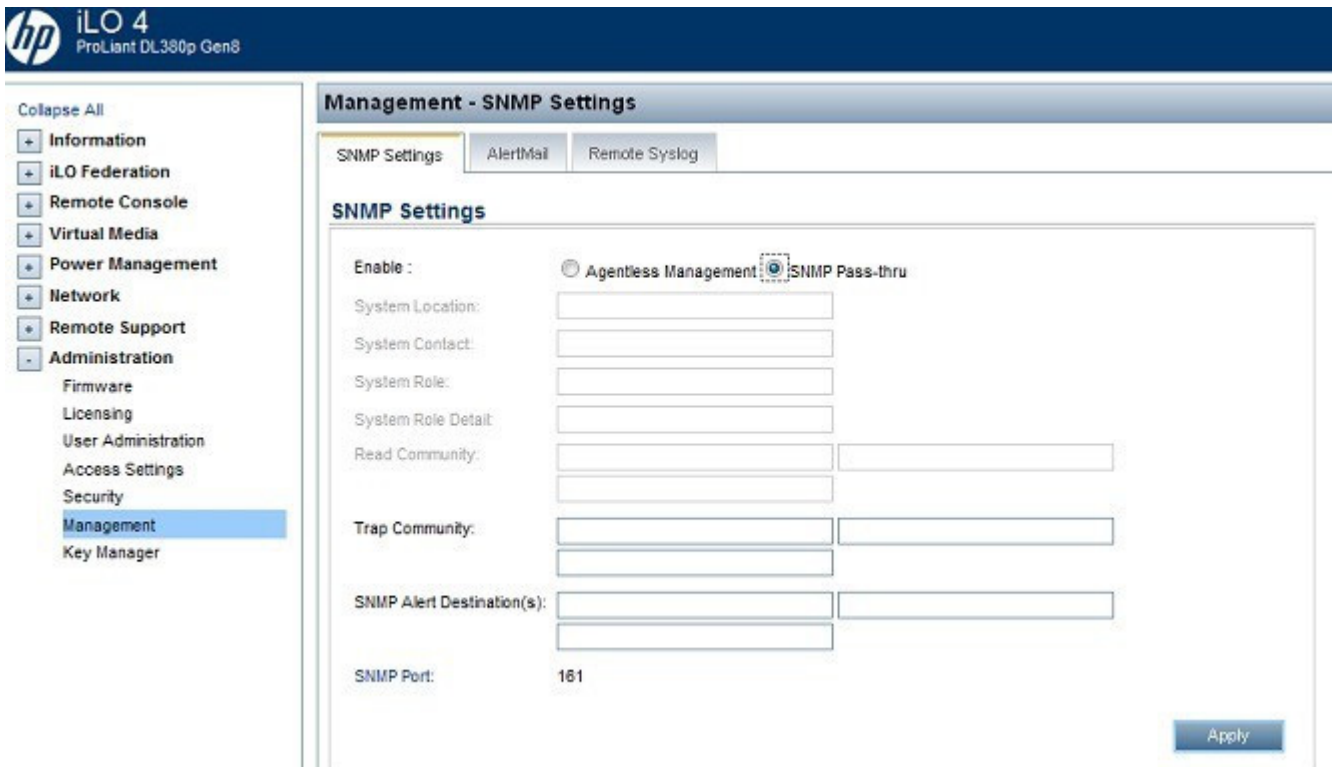 hp
iLO 4
ProLiant DL380p Gen8
Collapse All
+ Information
+ iLO Federation
+ Remote Console
+ Virtual Media
+ Power Management
+ Network
+ Remote Support
- Administration
Firmware
Licensing
User Administration
Access Settings
Security
Management
Key Manager
Management - SNMP Settings
SNMP Settings AlertMail Remote Syslog
SNMP Settings
Enable : Agentless Management SNMP Pass-thru
System Location:
System Contact:
System Role:
System Role Detail:
Read Community:
Trap Community:
SNMP Alert Destination(s):
SNMP Port: 161
Apply